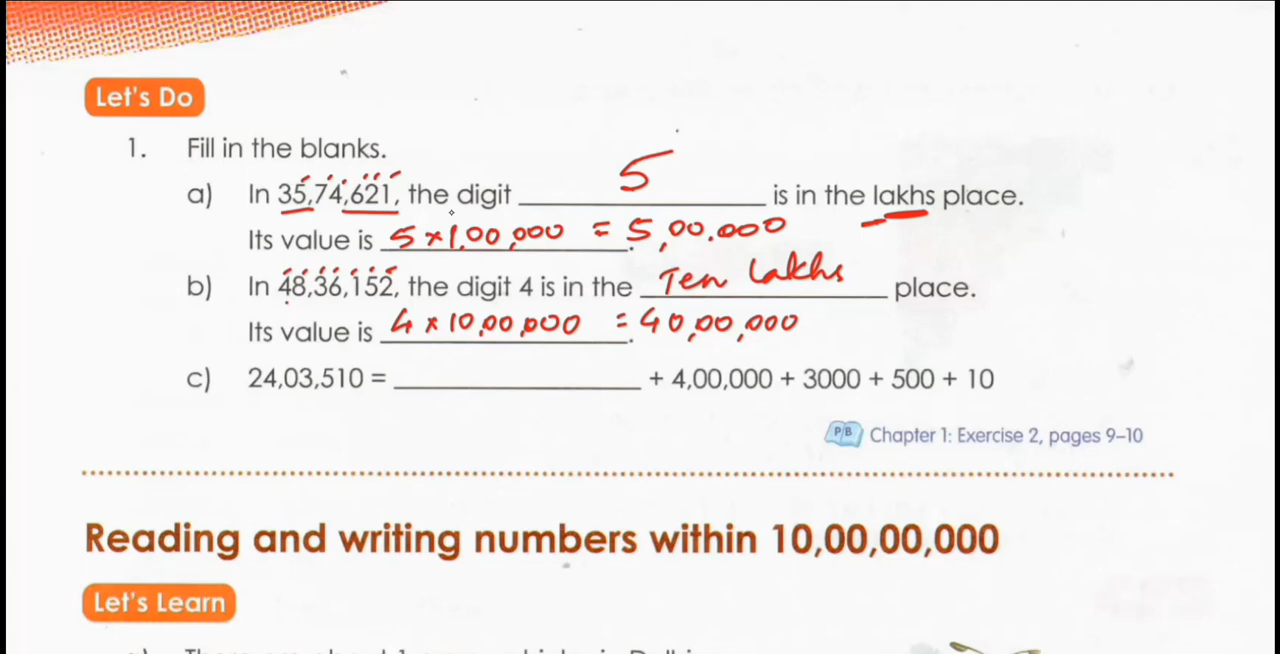 Let's Do
1. Fill in the blanks.
a) In 35,74,621, the digit 5 is in the lakhs place.
Its value is 5 × 1,00,000 = 5,00,000.
b) In 48,36,152, the digit 4 is in the Ten Lakhs place.
Its value is 4 × 10,00,000 = 40,00,000.
c) 24,03,510 = ____________ + 4,00,000 + 3000 + 500 + 10
P/B Chapter 1: Exercise 2, pages 9–10
Reading and writing numbers within 10,00,00,000
Let's Learn